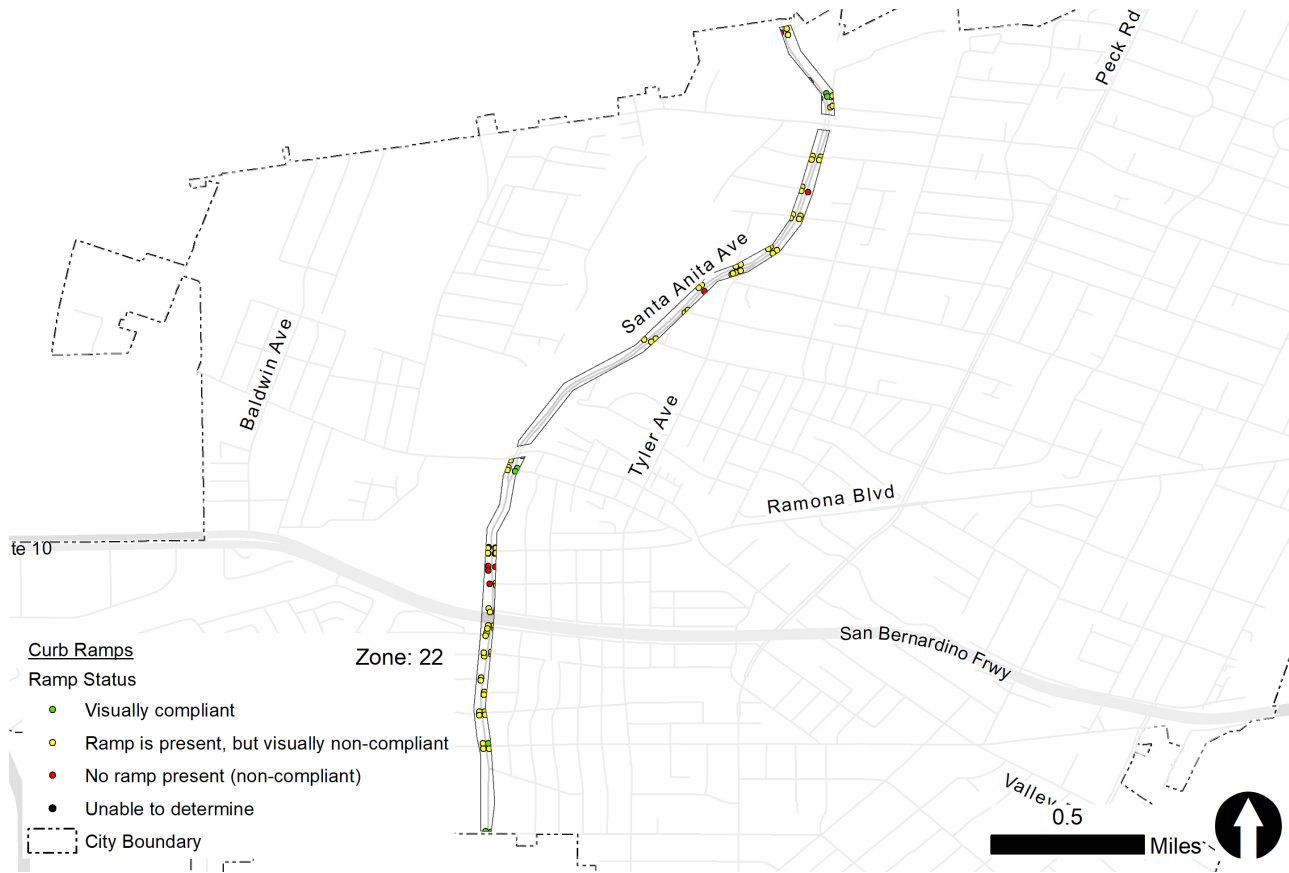 Peck Rd
Santa Anita Ave
Baldwin Ave
Tyler Ave
Ramona Blvd
te 10
San Bernardino Frwy
Zone: 22
Curb Ramps
Ramp Status
Visually compliant
Ramp is present, but visually non-compliant
No ramp present (non-compliant)
Unable to determine
City Boundary
Valley
0.5
Miles